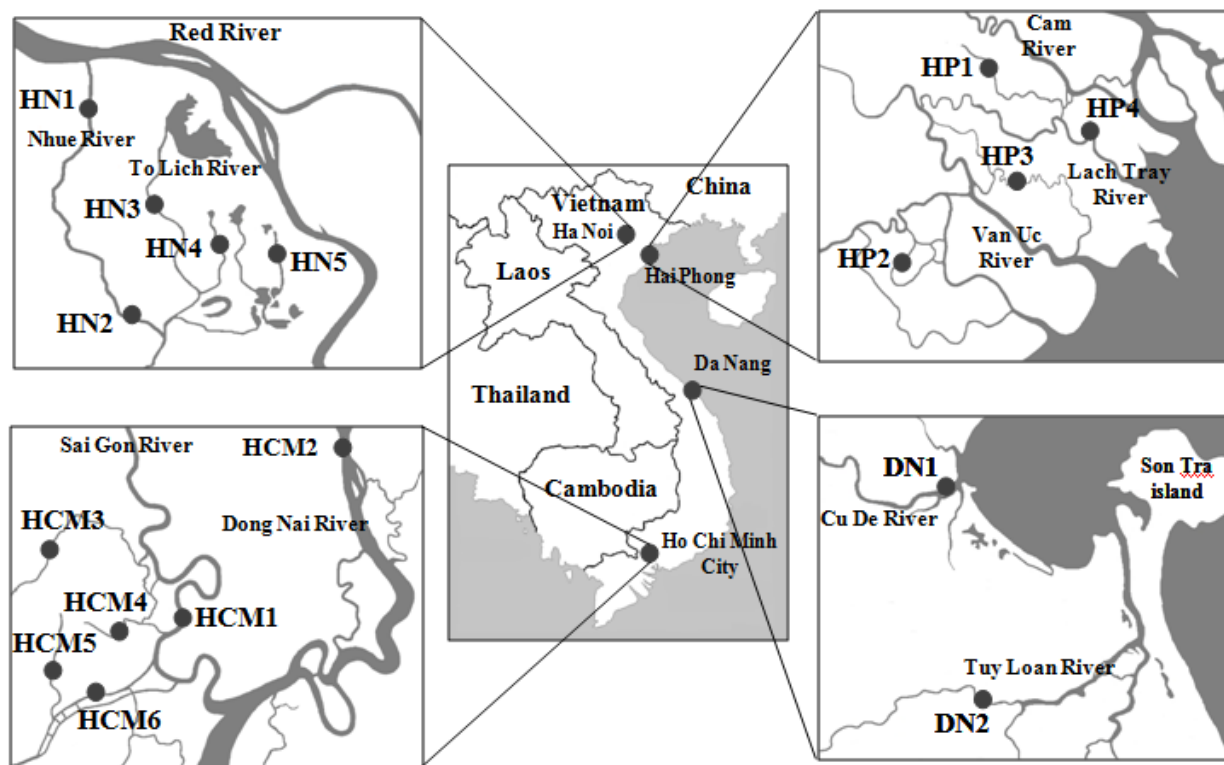 Red River
HN1
Nhue River
To Lich River
HN3
HN4
HN5
HN2
Cam
River
HP1
HP4
HP3
Lach Tray
River
Van Uc
River
HP2
China
Vietnam
Ha Noi
Laos
Hai Phong
Da Nang
Thailand
Cambodia
Ho Chi Minh
City
Sai Gon River
HCM2
Dong Nai River
HCM3
HCM4
HCM1
HCM5
HCM6
DN1
Son Tra
island
Cu De River
Tuy Loan River
DN2